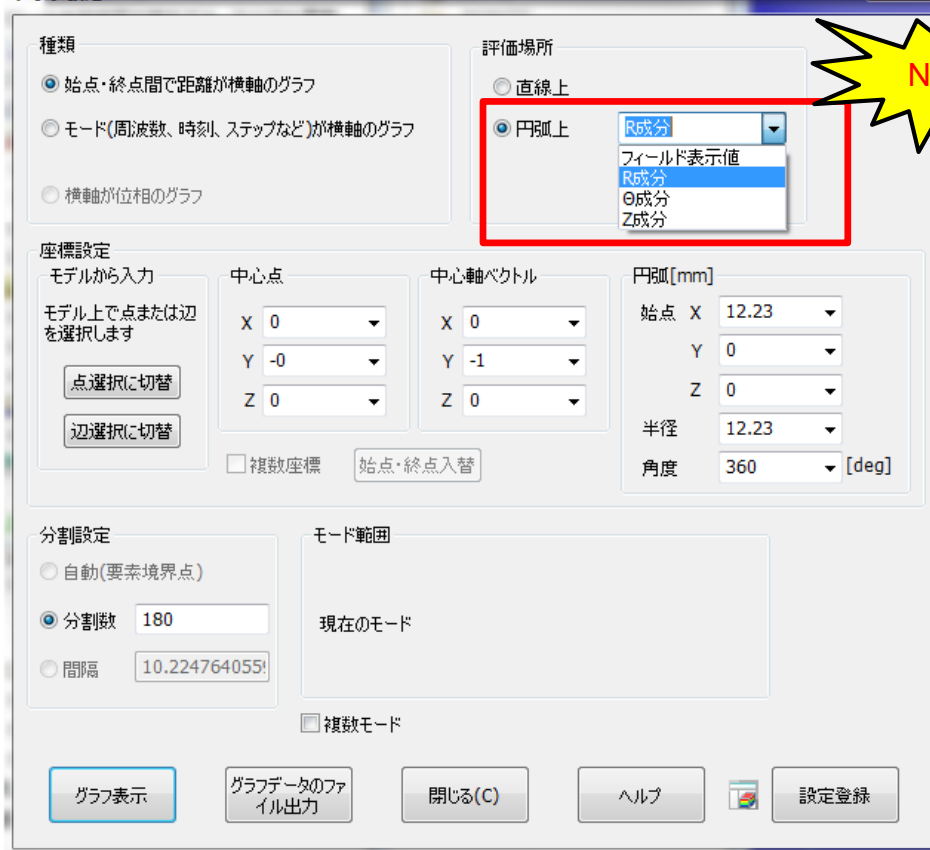 種類
始点・終点間で距離が横軸のグラフ
モード(周波数、時刻、ステップなど)が横軸のグラフ
横軸が位相のグラフ
評価場所
直線上
円弧上
R成分
フィールド表示値
R成分
Θ成分
Z成分
N
座標設定
モデルから入力
モデル上で点または辺
を選択します
点選択に切替
辺選択に切替
中心点
X 0
Y -0
Z 0
中心軸ベクトル
X 0
Y -1
Z 0
複数座標
始点・終点入替
円弧[mm]
始点 X 12.23
Y 0
Z 0
半径 12.23
角度 360 [deg]
分割設定
自動(要素境界点)
分割数 180
間隔 10.2247640559
モード範囲
現在のモード
複数モード
グラフ表示
グラフデータのファ
イル出力
閉じる(C)
ヘルプ
設定登録